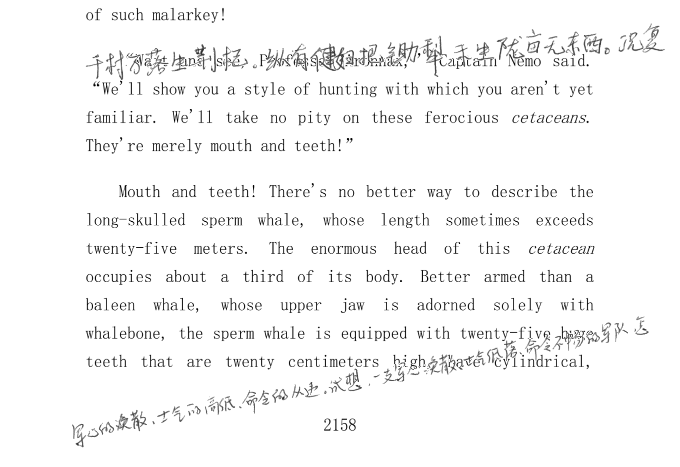 of such malarkey!
千村万落生荆杞。纵有健妇把锄犁,禾生陇亩无东西。况复
"Wait and see, Professor Aronnax!" Captain Nemo said.
“We'll show you a style of hunting with which you aren't yet
familiar. We'll take no pity on these ferocious cetaceans.
They're merely mouth and teeth!”
Mouth and teeth! There's no better way to describe the
long-skulled sperm whale, whose length sometimes exceeds
twenty-five meters. The enormous head of this cetacean
occupies about a third of its body. Better armed than a
baleen whale, whose upper jaw is adorned solely with
whalebone, the sperm whale is equipped with twenty-five huge
teeth that are twenty centimeters high, are cylindrical,
军心的涣散、士气的高低、命令的从违。试想,一支军心涣散、士气低落、命令不畅的军队怎
2158